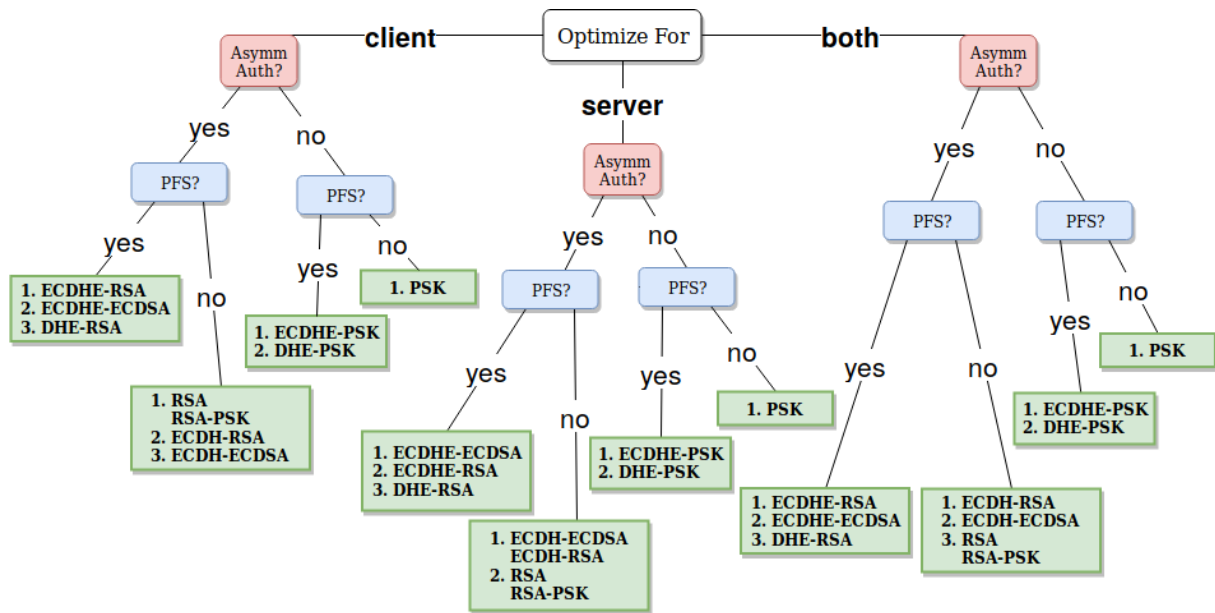 client
Optimize For
both
Asymm
Auth?
Asymm
Auth?
server
yes
no
Asymm
Auth?
yes
no
PFS?
PFS?
PFS?
PFS?
yes
no
yes
no
yes
no
1. PSK
PFS?
PFS?
no
1. ECDHE-RSA
2. ECDHE-ECDSA
3. DHE-RSA
1. ECDHE-PSK
2. DHE-PSK
yes
1. PSK
no
yes
yes
yes
no
1. RSA
RSA-PSK
2. ECDH-RSA
3. ECDH-ECDSA
1. PSK
1. ECDHE-PSK
2. DHE-PSK
no
1. ECDHE-ECDSA
2. ECDHE-RSA
3. DHE-RSA
1. ECDHE-PSK
2. DHE-PSK
1. ECDHE-RSA
2. ECDHE-ECDSA
3. DHE-RSA
1. ECDH-RSA
2. ECDH-ECDSA
3. RSA
RSA-PSK
1. ECDH-ECDSA
ECDH-RSA
2. RSA
RSA-PSK